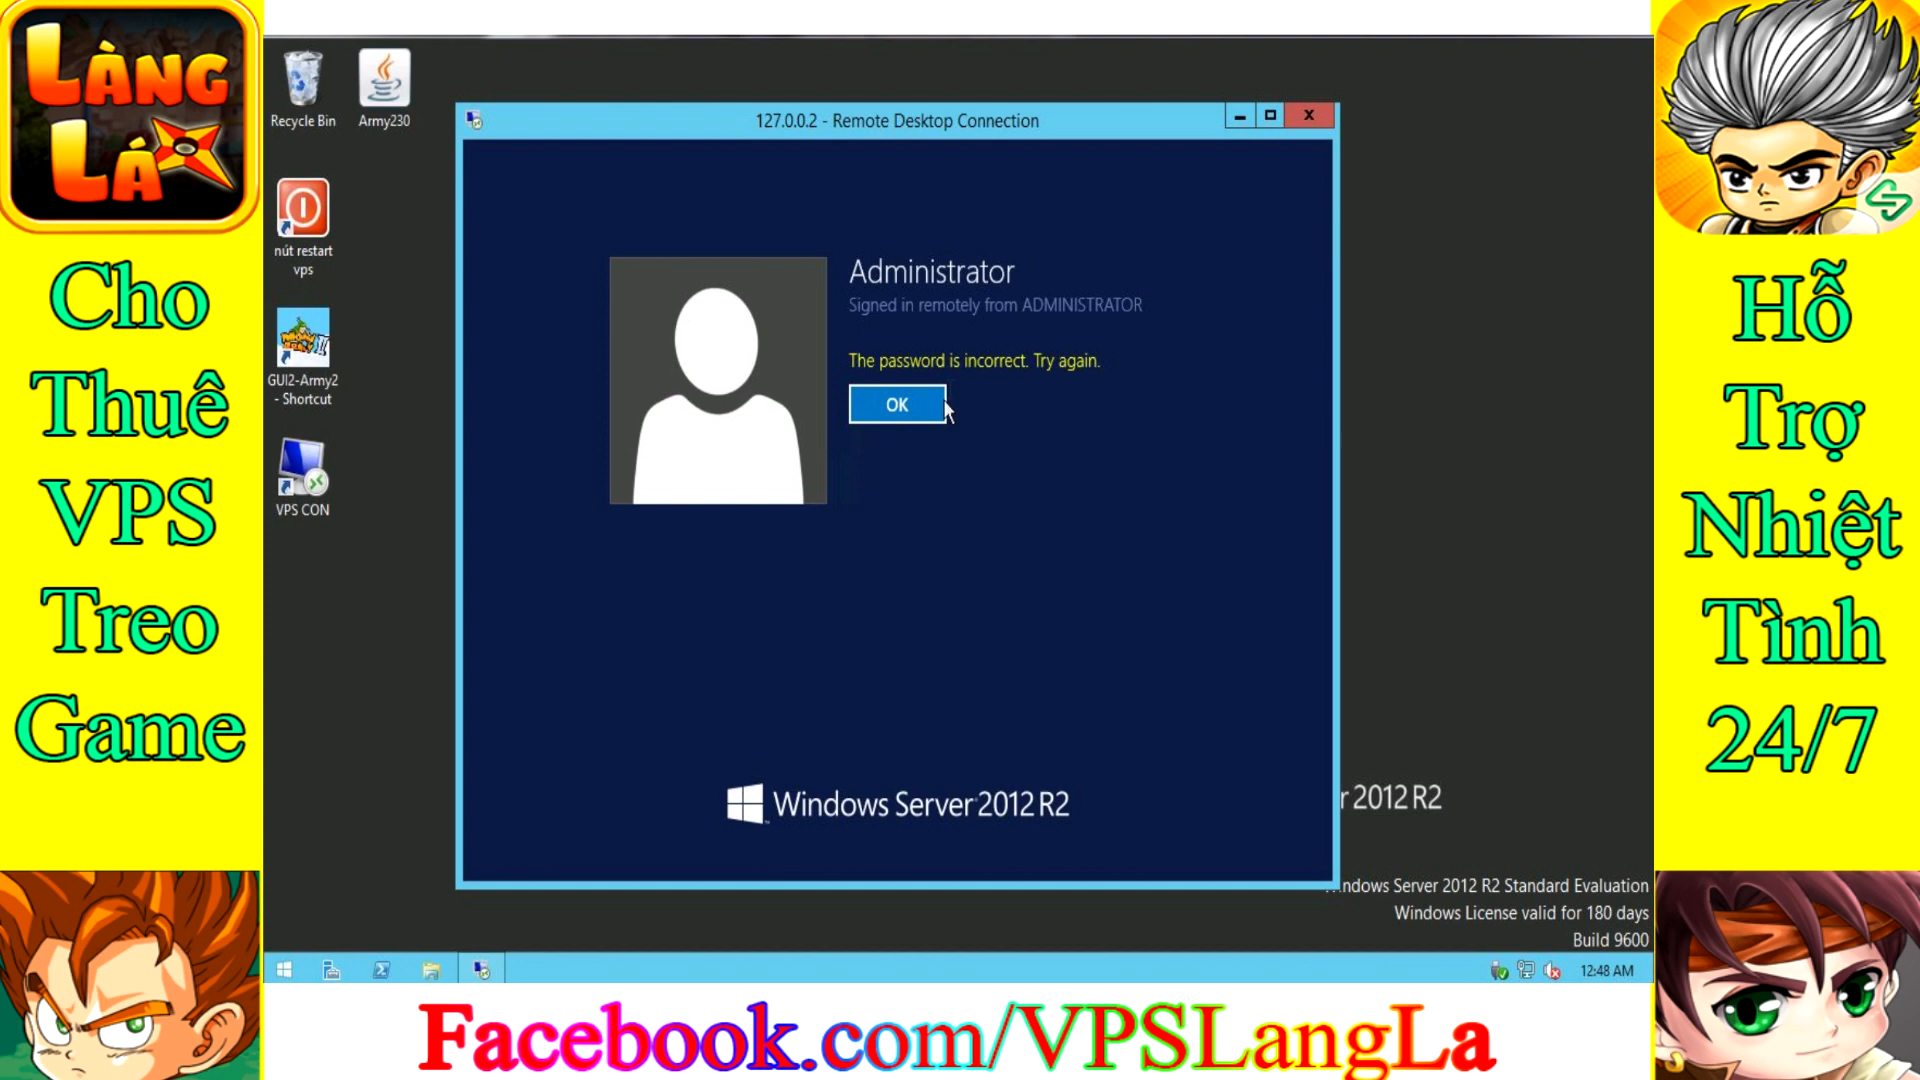 LÀNG
LÁ
Cho
Thuê
VPS
Treo
Game
Recycle Bin
Army230
nút restart
vps
GUI2-Army2
- Shortcut
VPS CON
127.0.0.2 - Remote Desktop Connection
Administrator
Signed in remotely from ADMINISTRATOR
The password is incorrect. Try again.
OK
Windows Server 2012 R2
r 2012 R2
ndows Server 2012 R2 Standard Evaluation
Windows License valid for 180 days
Build 9600
12:48 AM
Hỗ
Trợ
Nhiệt
Tình
24/7
Facebook.com/VPSLangLa